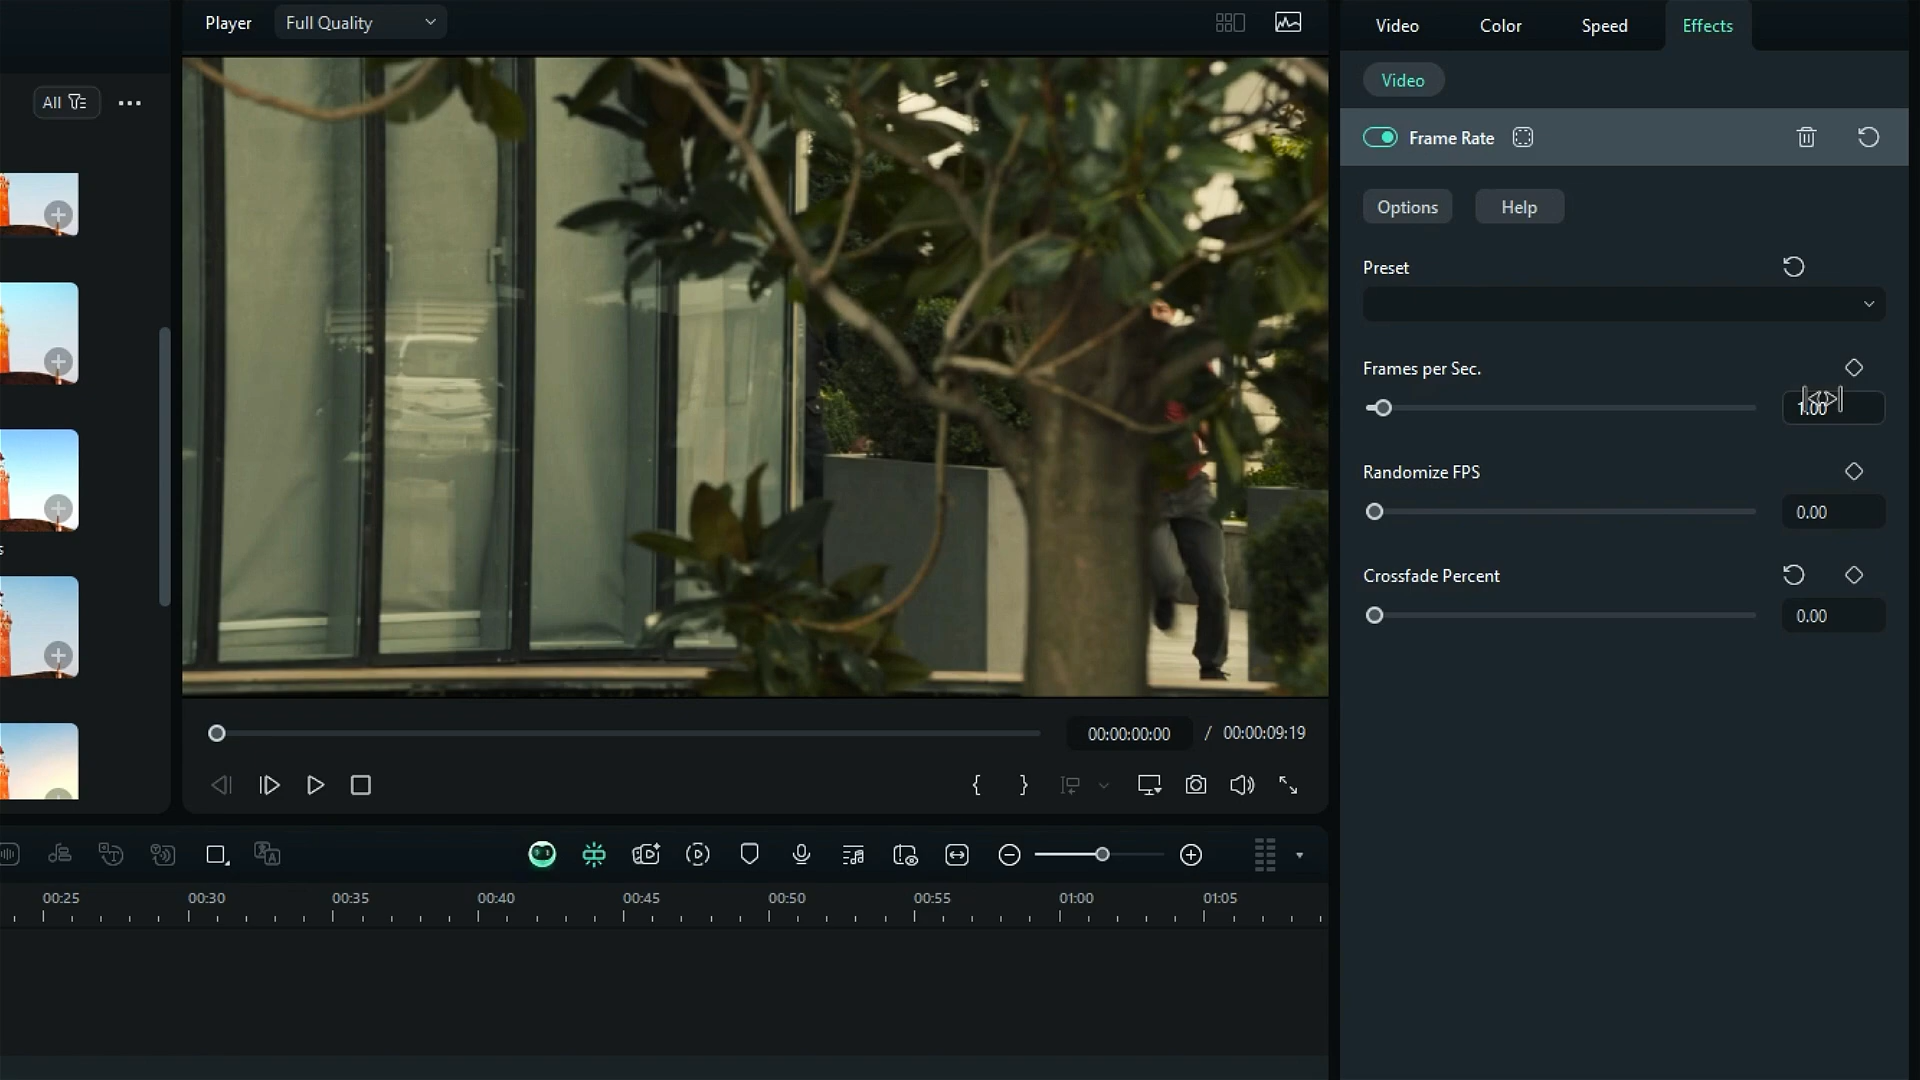 Player
Full Quality
Video
Color
Speed
Effects
Video
All
Frame Rate
Options
Help
Preset
Frames per Sec.
1.00
Randomize FPS
0.00
s
Crossfade Percent
0.00
00:00:00:00 / 00:00:09:19
00:25
00:30
00:35
00:40
00:45
00:50
00:55
01:00
01:05